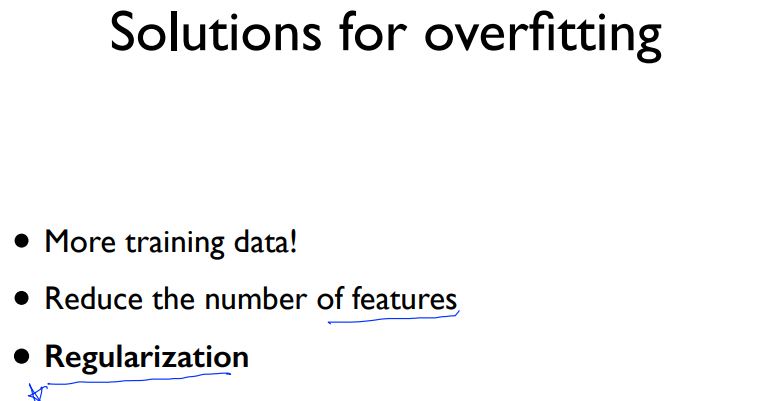 Solutions for overfitting
• More training data!
• Reduce the number of features
• Regularization